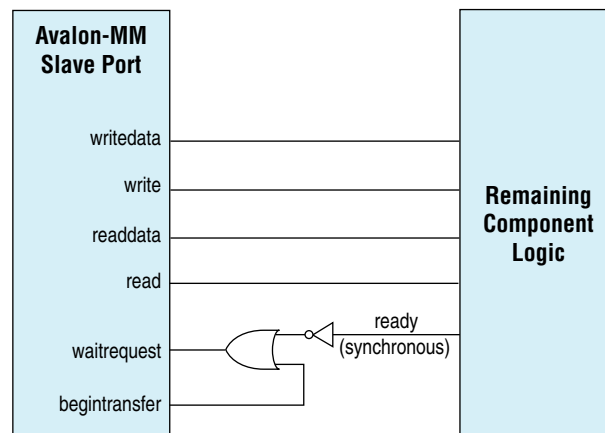 Avalon-MM
Slave Port
writedata
write
readdata
read
waitrequest
begintransfer
ready
(synchronous)
Remaining
Component
Logic